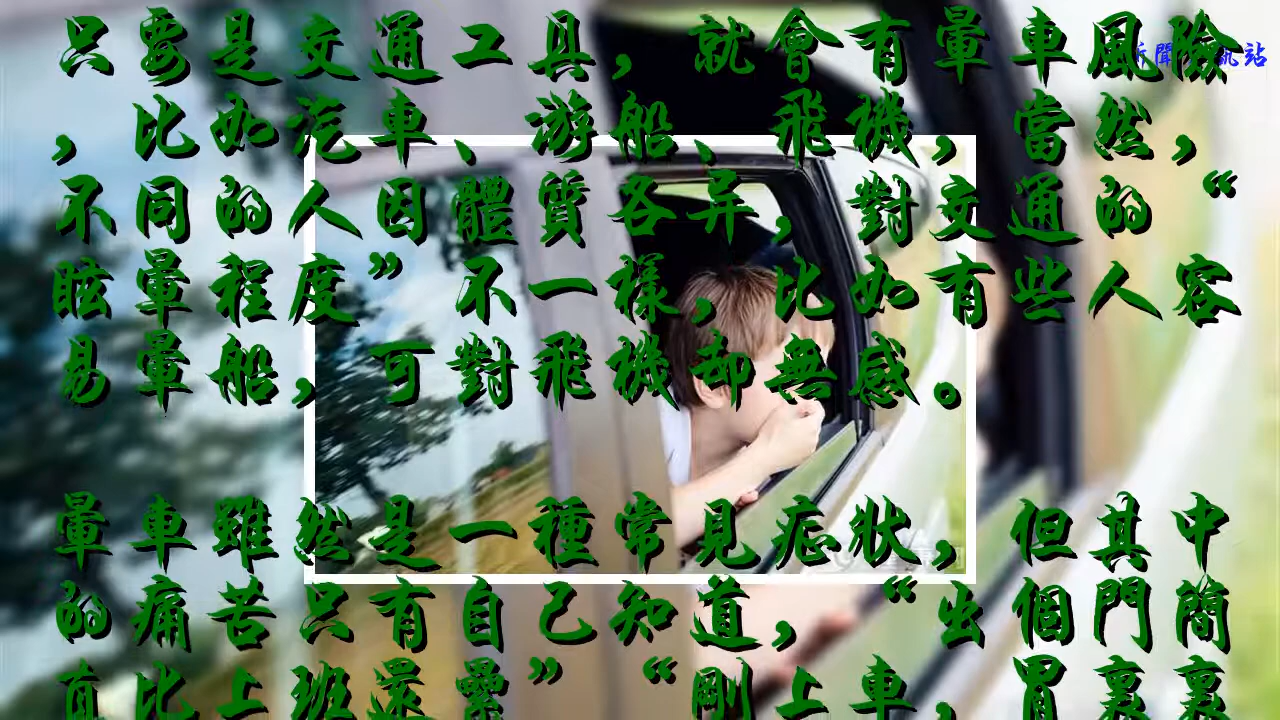 只要是交通工具，就會有暈車風險
，比如汽車、游船、飛機，當然，
不同的人因體質各异，對交通的“
眩暈程度”不一樣，比如有些人容
易暈船，可對飛機却無感。
暈車雖然是一種常見症狀，但其中
的痛苦只有自己知道，“出個門簡
直比上班還纍”“剛上車，胃裏裏